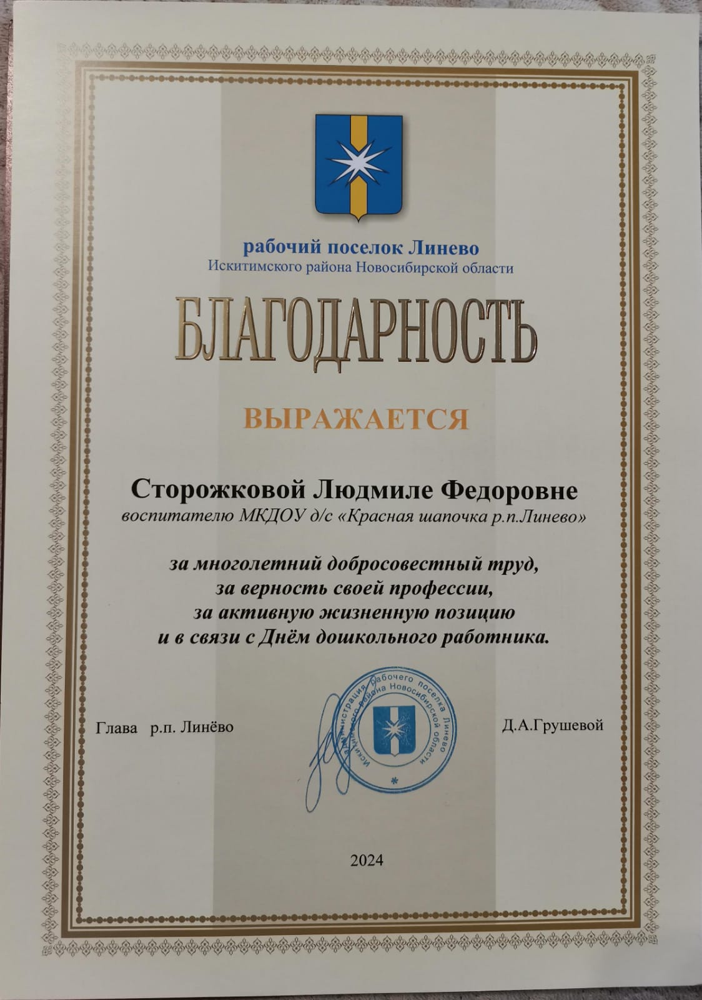 рабочий поселок Линево
Искитимского района Новосибирской области
БЛАГОДАРНОСТЬ
ВЫРАЖАЕТСЯ
Сторожковой Людмиле Федоровне
воспитателю МКДОУ д/с «Красная шапочка р.п.Линево»
за многолетний добросовестный труд,
за верность своей профессии,
за активную жизненную позицию
и в связи с Днём дошкольного работника.
Глава р.п. Линёво
Администрация рабочего поселка Линево
Искитимского района Новосибирской области
*
Д.А.Грушевой
2024